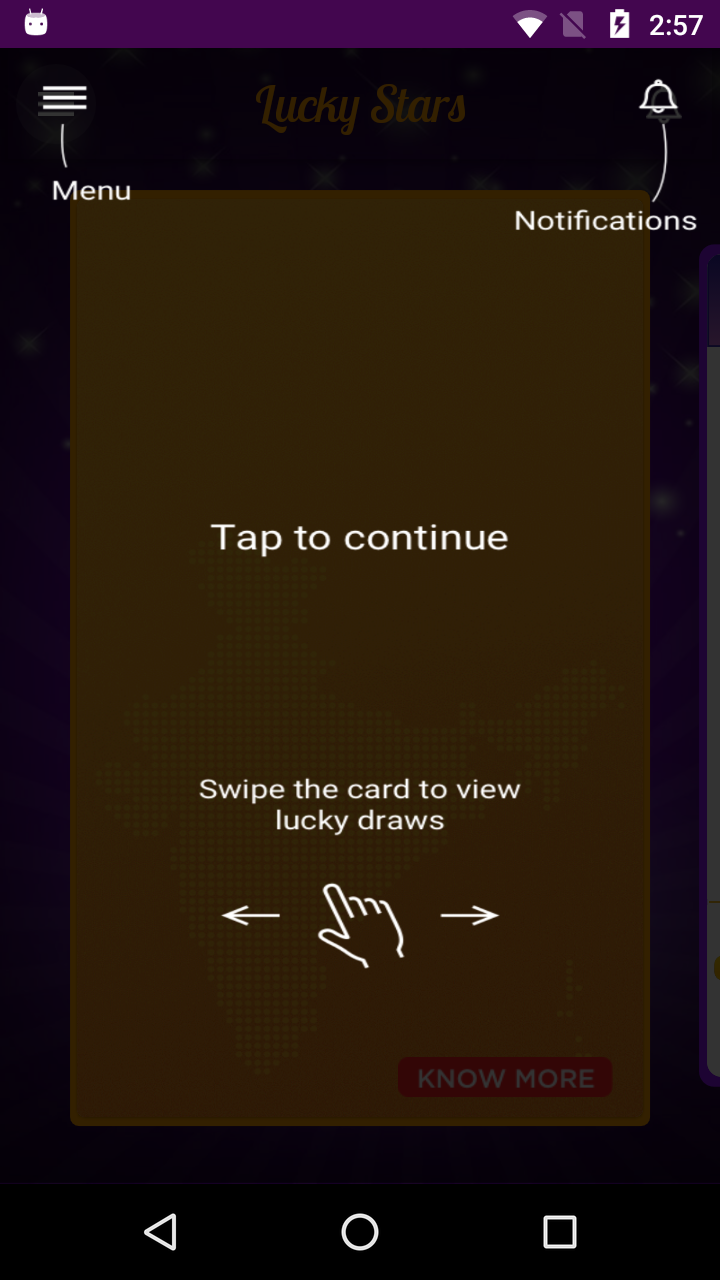 2:57
Lucky Stars
Menu
Notifications
Tap to continue
Swipe the card to view
lucky draws
KNOW MORE